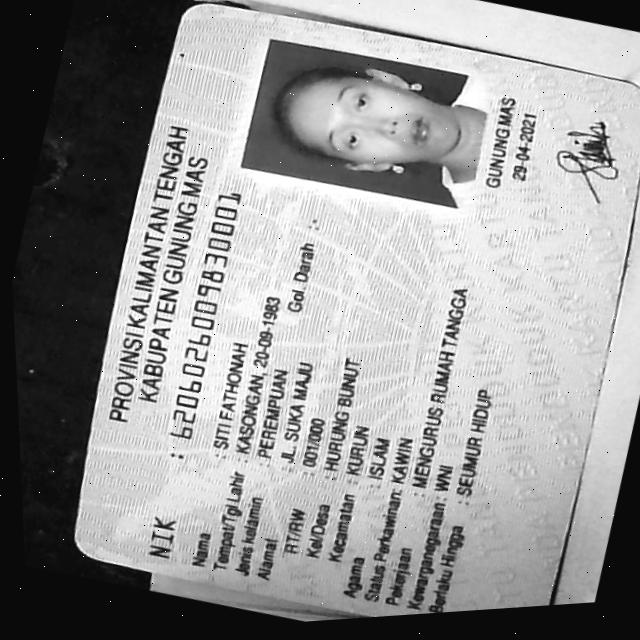 PROVINSI KALIMANTAN TENGAH
KABUPATEN GUNUNG MAS
NIK : 6206026009830001
Nama : SITI FATHONAH
Tempat/Tgl Lahir : KASONGAN, 20-09-1983
Jenis kelamin : PEREMPUAN Gol. Darah : -
Alamat : JL. SUKA MAJU
RT/RW : 001/000
Kel/Desa : HURUNG BUNUT
Kecamatan : KURUN
Agama : ISLAM
Status Perkawinan: KAWIN
Pekerjaan : MENGURUS RUMAH TANGGA
Kewarganegaraan: WNI
Berlaku Hingga : SEUMUR HIDUP
GUNUNG MAS
29-04-2021